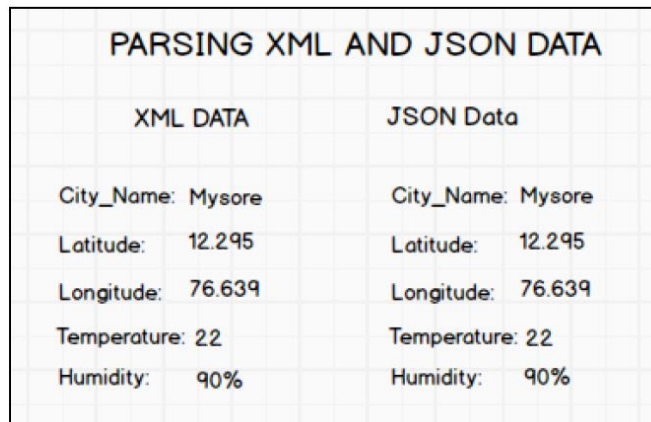 PARSING XML AND JSON DATA
XML DATA
City_Name: Mysore
Latitude: 12.295
Longitude: 76.639
Temperature: 22
Humidity: 90%
JSON Data
City_Name: Mysore
Latitude: 12.295
Longitude: 76.639
Temperature: 22
Humidity: 90%